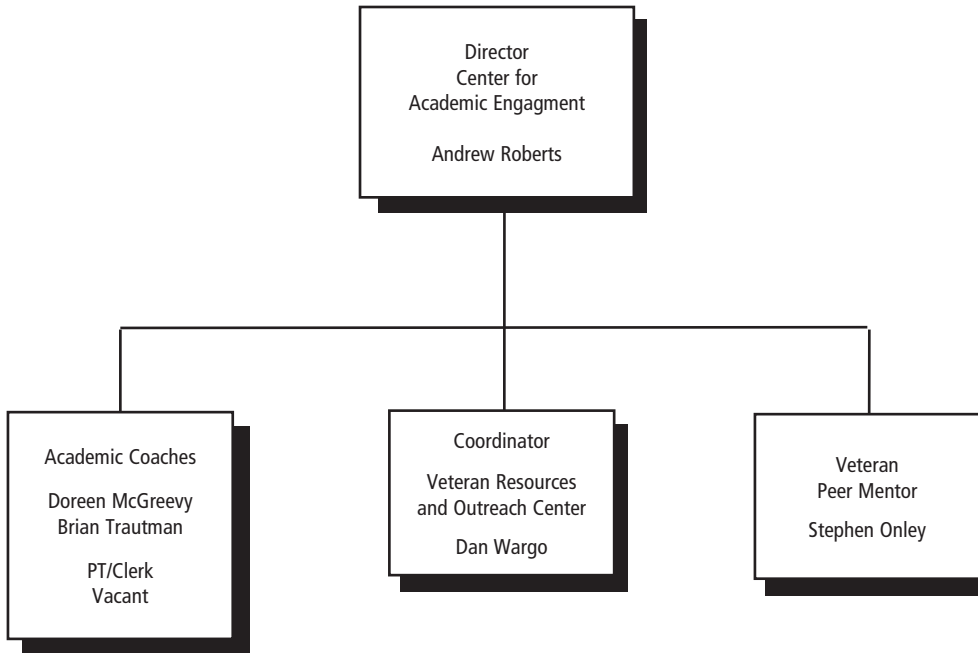 Director
Center for
Academic Engagment
Andrew Roberts
Academic Coaches
Doreen McGreevy
Brian Trautman
PT/Clerk
Vacant
Coordinator
Veteran Resources
and Outreach Center
Dan Wargo
Veteran
Peer Mentor
Stephen Onley